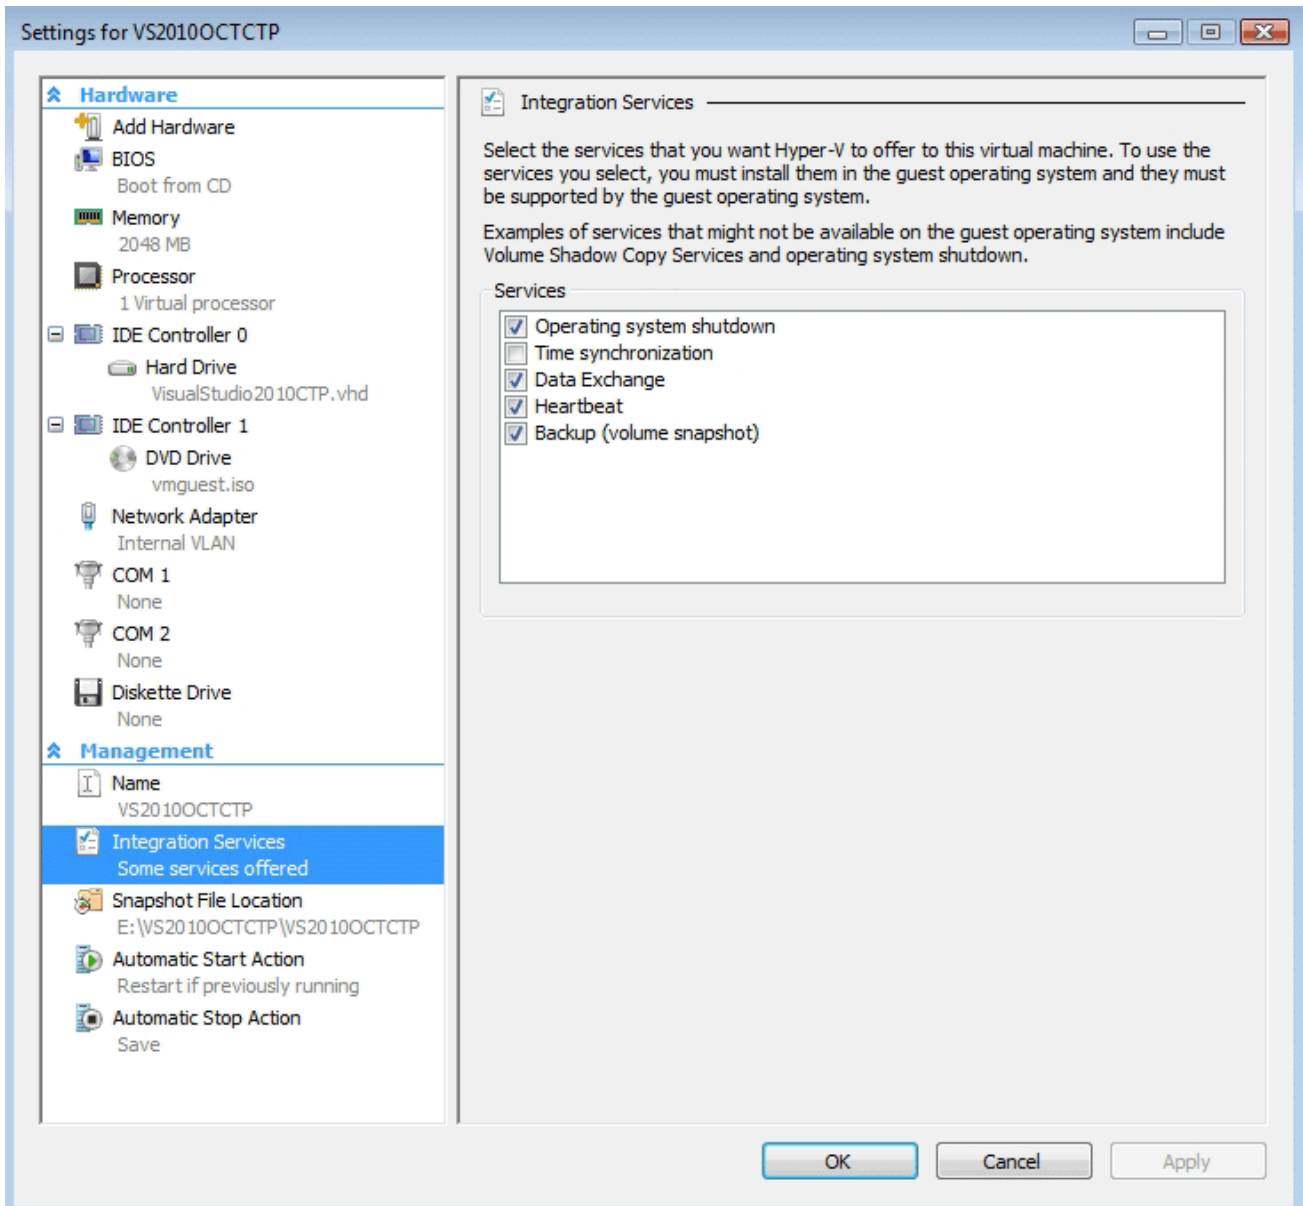 Settings for VS2010OCTCTP
Hardware
Add Hardware
BIOS
Boot from CD
Memory
2048 MB
Processor
1 Virtual processor
IDE Controller 0
Hard Drive
VisualStudio2010CTP.vhd
IDE Controller 1
DVD Drive
vmguest.iso
Network Adapter
Internal VLAN
COM 1
None
COM 2
None
Diskette Drive
None
Management
Name
VS2010OCTCTP
Integration Services
Some services offered
Snapshot File Location
E:\VS2010OCTCTP\VS2010OCTCTP
Automatic Start Action
Restart if previously running
Automatic Stop Action
Save
Integration Services
Select the services that you want Hyper-V to offer to this virtual machine. To use the
services you select, you must install them in the guest operating system and they must
be supported by the guest operating system.
Examples of services that might not be available on the guest operating system include
Volume Shadow Copy Services and operating system shutdown.
Services
Operating system shutdown
Time synchronization
Data Exchange
Heartbeat
Backup (volume snapshot)
OK
Cancel
Apply